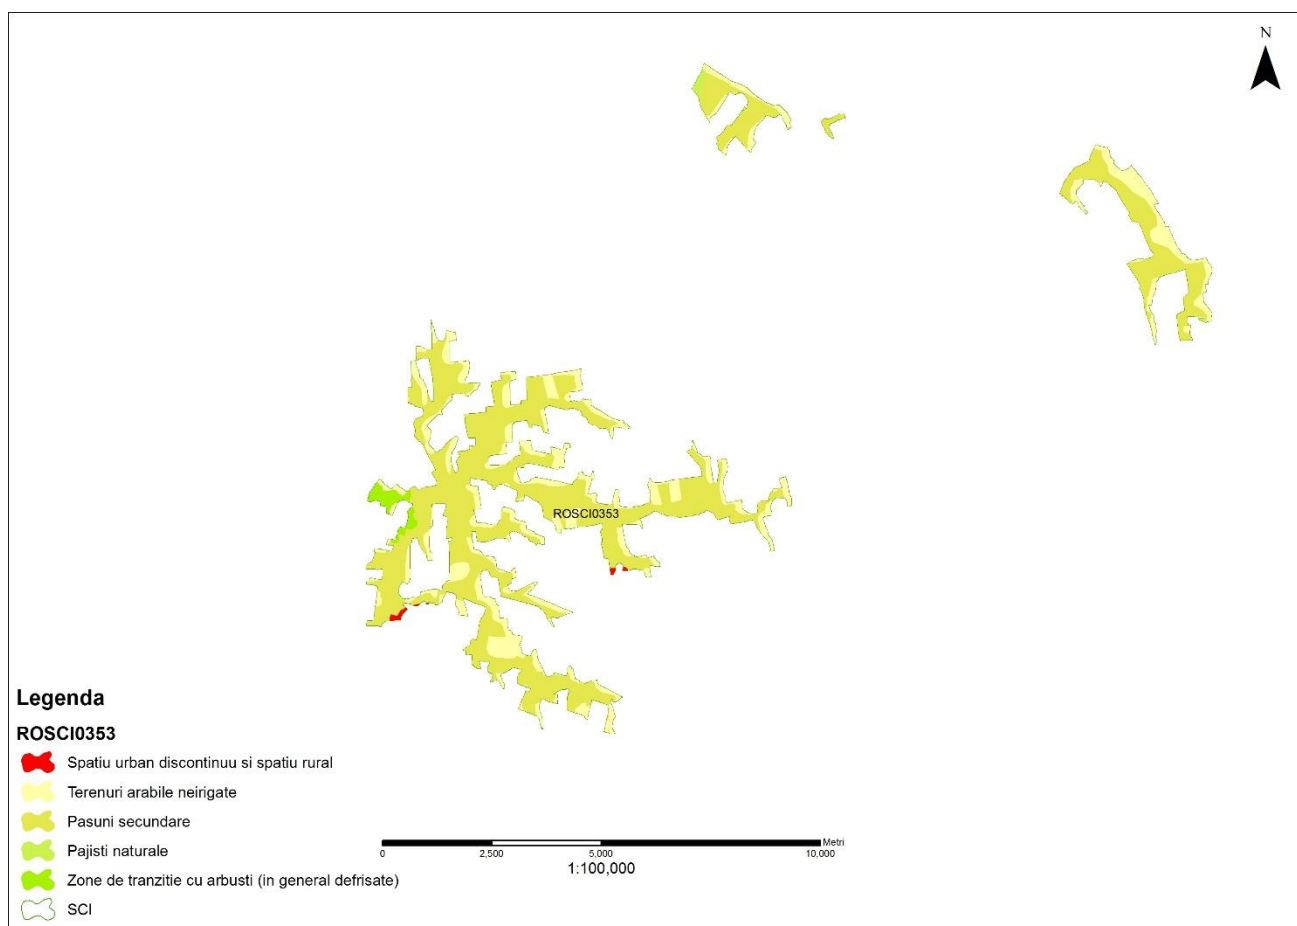 N
ROSCI0353
Legenda
ROSCI0353
Spatiu urban discontinuu si spatiu rural
Terenuri arabile neirigate
Pasuni secundare
Pajisti naturale
Zone de tranzitie cu arbusti (in general defrisate)
SCI
Metri
0 2,500 5,000 10,000
1:100,000